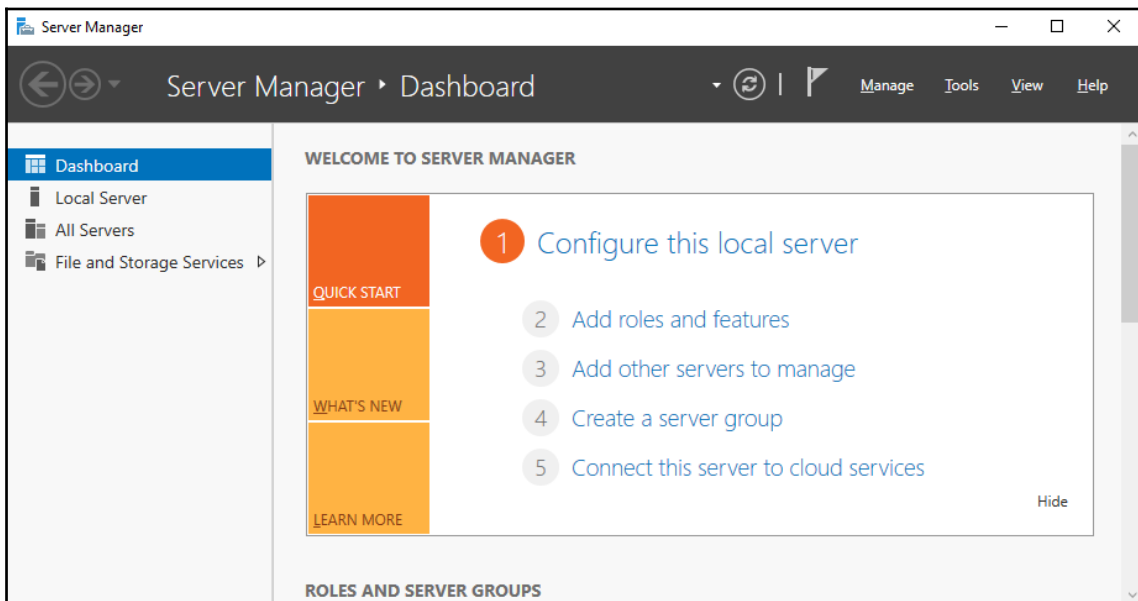 Server Manager
Server Manager ‣ Dashboard
Manage Tools View Help
Dashboard
Local Server
All Servers
File and Storage Services
WELCOME TO SERVER MANAGER
QUICK START
WHAT'S NEW
LEARN MORE
1 Configure this local server
2 Add roles and features
3 Add other servers to manage
4 Create a server group
5 Connect this server to cloud services
Hide
ROLES AND SERVER GROUPS